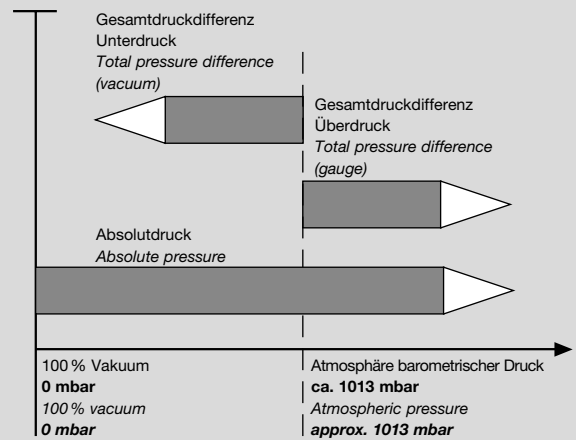 Gesamtdruckdifferenz
Unterdruck
Total pressure difference
(vacuum)
Gesamtdruckdifferenz
Überdruck
Total pressure difference
(gauge)
Absolutdruck
Absolute pressure
100 % Vakuum
0 mbar
100 % vacuum
0 mbar
Atmosphäre barometrischer Druck
ca. 1013 mbar
Atmospheric pressure
approx. 1013 mbar